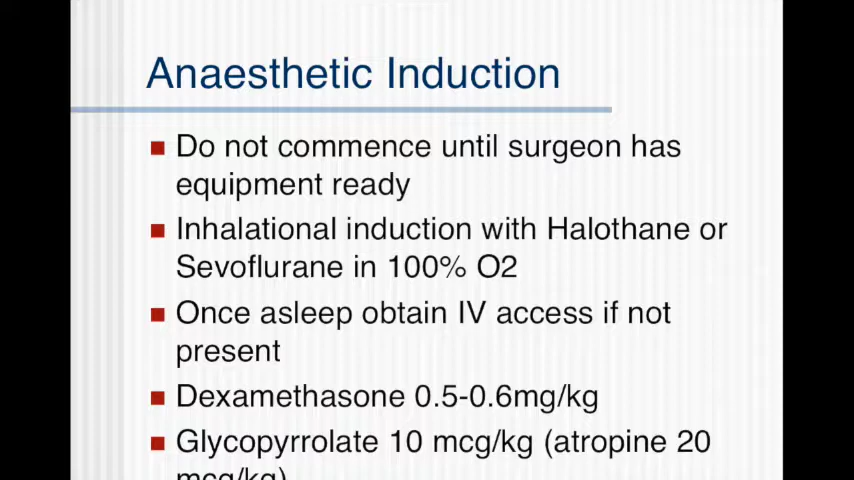 Anaesthetic Induction
Do not commence until surgeon has
equipment ready
Inhalational induction with Halothane or
Sevoflurane in 100% O2
Once asleep obtain IV access if not
present
Dexamethasone 0.5-0.6mg/kg
Glycopyrrolate 10 mcg/kg (atropine 20
mcg/kg)